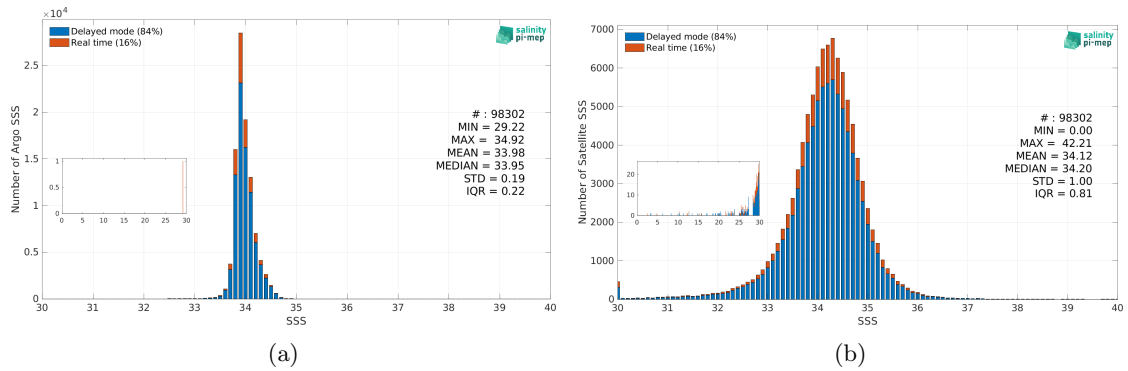 ×10⁴
Delayed mode (84%)
Real time (16%)
salinity
pi-mep
2.5
2
1.5
1
0.5
0
Number of Argo SSS
# : 98302
MIN = 29.22
MAX = 34.92
MEAN = 33.98
MEDIAN = 33.95
STD = 0.19
IQR = 0.22
1
0.5
0
0 5 10 15 20 25 30
30 31 32 33 34 35 36 37 38 39 40
SSS
(a)
Delayed mode (84%)
Real time (16%)
salinity
pi-mep
7000
6000
5000
4000
3000
2000
1000
0
Number of Satellite SSS
# : 98302
MIN = 0.00
MAX = 42.21
MEAN = 34.12
MEDIAN = 34.20
STD = 1.00
IQR = 0.81
20
10
0
0 5 10 15 20 25 30
30 31 32 33 34 35 36 37 38 39 40
SSS
(b)